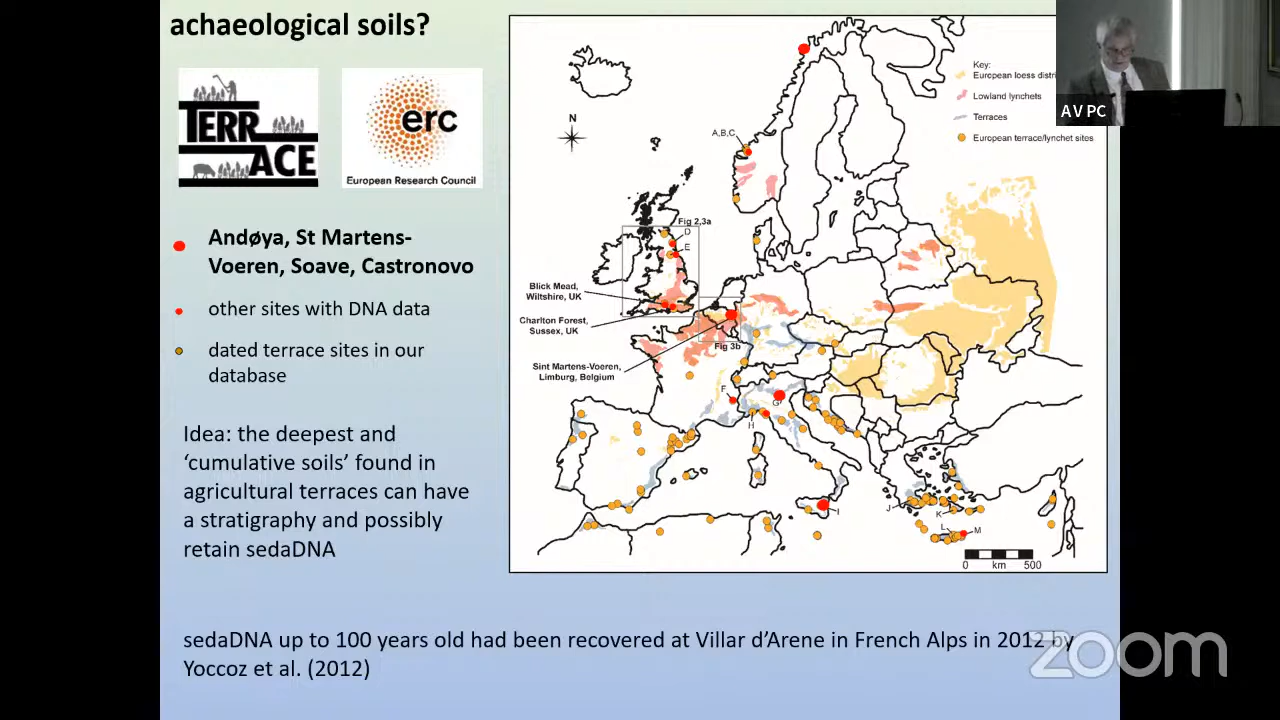 achaeological soils?
TERR
ACE
erc
European Research Council
Andøya, St Martens-
Voeren, Soave, Castronovo
other sites with DNA data
dated terrace sites in our
database
Idea: the deepest and
‘cumulative soils’ found in
agricultural terraces can have
a stratigraphy and possibly
retain sedaDNA
N
Key:
European loess distri
Lowland lynchets
Terraces
European terrace/lynchet sites
A,B,C
Fig 2,3a
D
E
Blick Mead,
Wiltshire, UK
Charlton Forest,
Sussex, UK
Sint Martens-Voeren,
Limburg, Belgium
Fig 3b
F
G
H
I
J
K
L
M
0 km 500
sedaDNA up to 100 years old had been recovered at Villar d’Arene in French Alps in 2012 by
Yoccoz et al. (2012)
AV PC
zoom